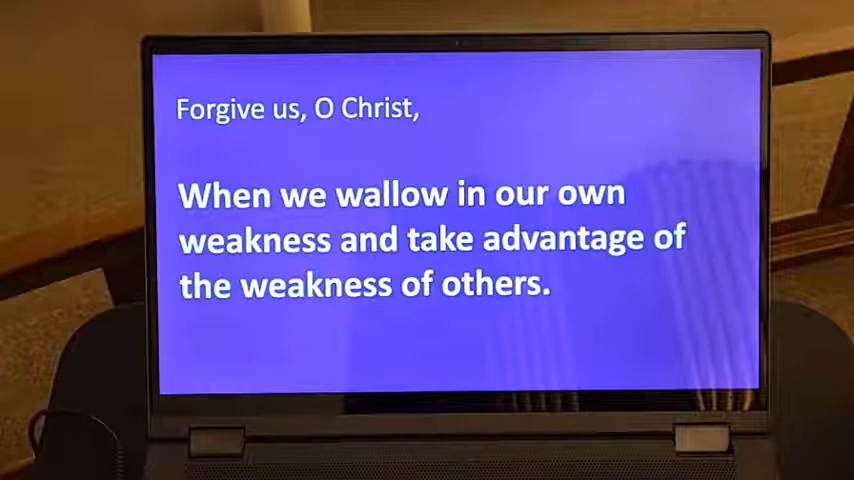 Forgive us, O Christ,
When we wallow in our own
weakness and take advantage of
the weakness of others.